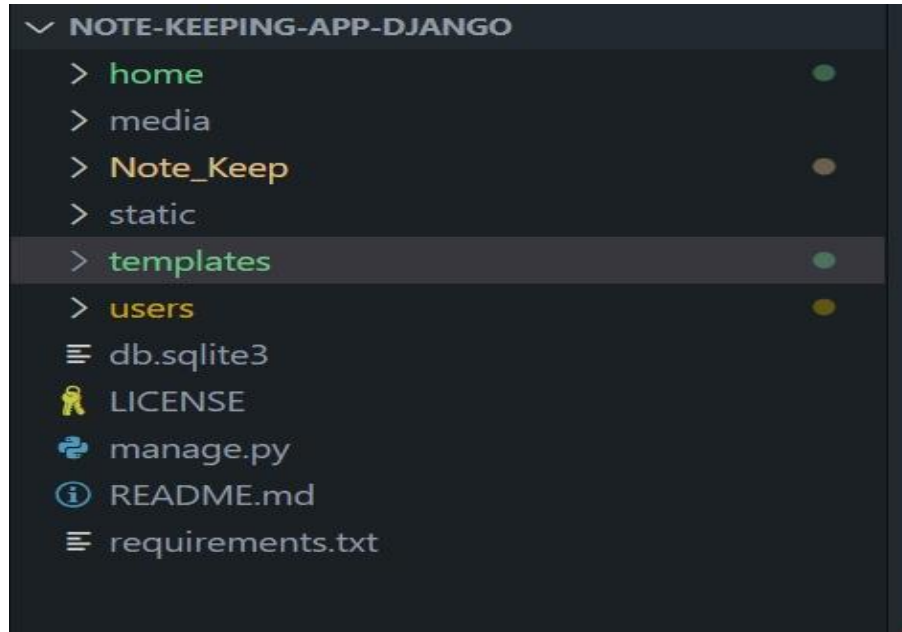 NOTE-KEEPING-APP-DJANGO
home
media
Note_Keep
static
templates
users
db.sqlite3
LICENSE
manage.py
README.md
requirements.txt